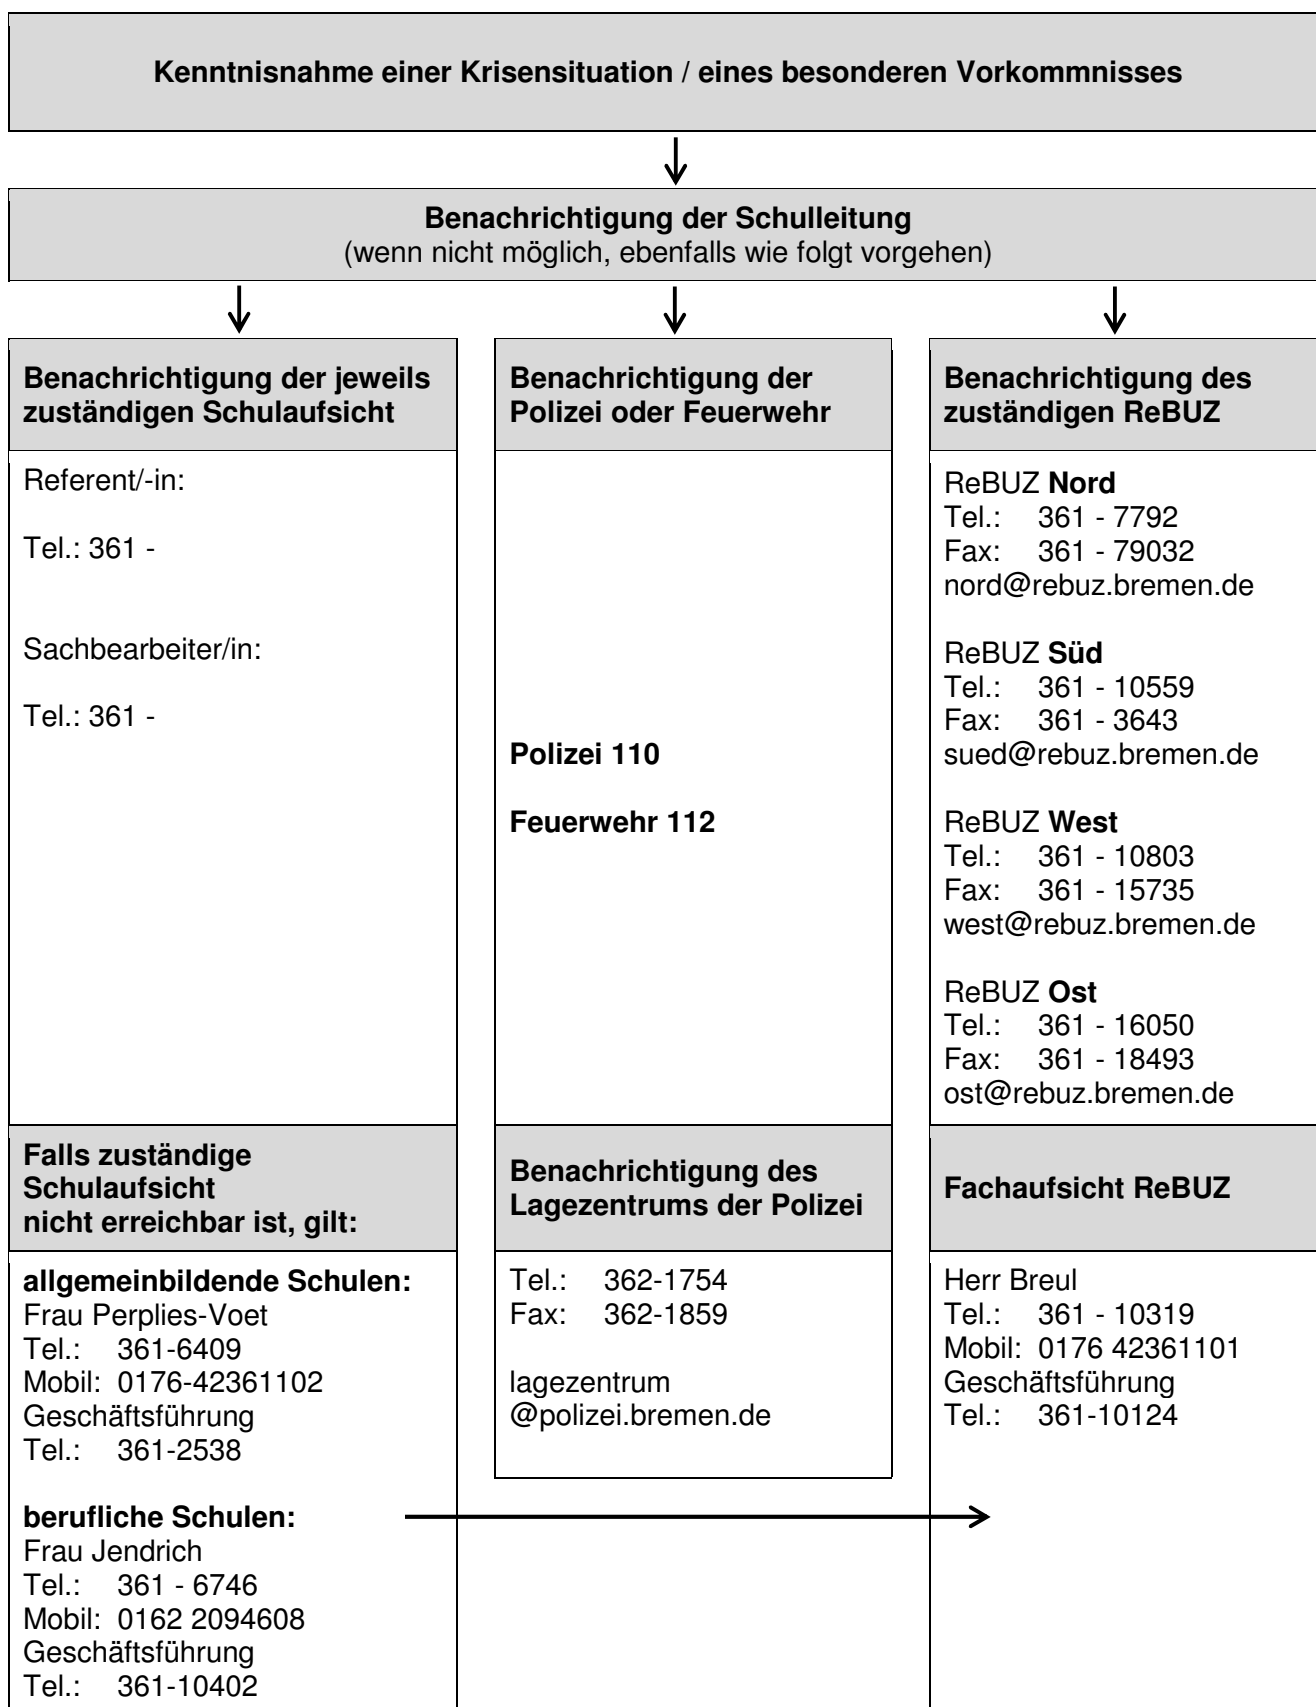 Kenntnisnahme einer Krisensituation / eines besonderen Vorkommnisses
Benachrichtigung der Schulleitung
(wenn nicht möglich, ebenfalls wie folgt vorgehen)
Benachrichtigung der jeweils
zuständigen Schulaufsicht
Referent/-in:
Tel.: 361 -
Sachbearbeiter/in:
Tel.: 361 -
Falls zuständige
Schulaufsicht
nicht erreichbar ist, gilt:
allgemeinbildende Schulen:
Frau Perplies-Voet
Tel.: 361-6409
Mobil: 0176-42361102
Geschäftsführung
Tel.: 361-2538
berufliche Schulen:
Frau Jendrich
Tel.: 361 - 6746
Mobil: 0162 2094608
Geschäftsführung
Tel.: 361-10402
Benachrichtigung der
Polizei oder Feuerwehr
Polizei 110
Feuerwehr 112
Benachrichtigung des
Lagezentrums der Polizei
Tel.: 362-1754
Fax: 362-1859
lagezentrum
@polizei.bremen.de
Benachrichtigung des
zuständigen ReBUZ
ReBUZ Nord
Tel.: 361 - 7792
Fax: 361 - 79032
nord@rebuz.bremen.de
ReBUZ Süd
Tel.: 361 - 10559
Fax: 361 - 3643
sued@rebuz.bremen.de
ReBUZ West
Tel.: 361 - 10803
Fax: 361 - 15735
west@rebuz.bremen.de
ReBUZ Ost
Tel.: 361 - 16050
Fax: 361 - 18493
ost@rebuz.bremen.de
Fachaufsicht ReBUZ
Herr Breul
Tel.: 361 - 10319
Mobil: 0176 42361101
Geschäftsführung
Tel.: 361-10124